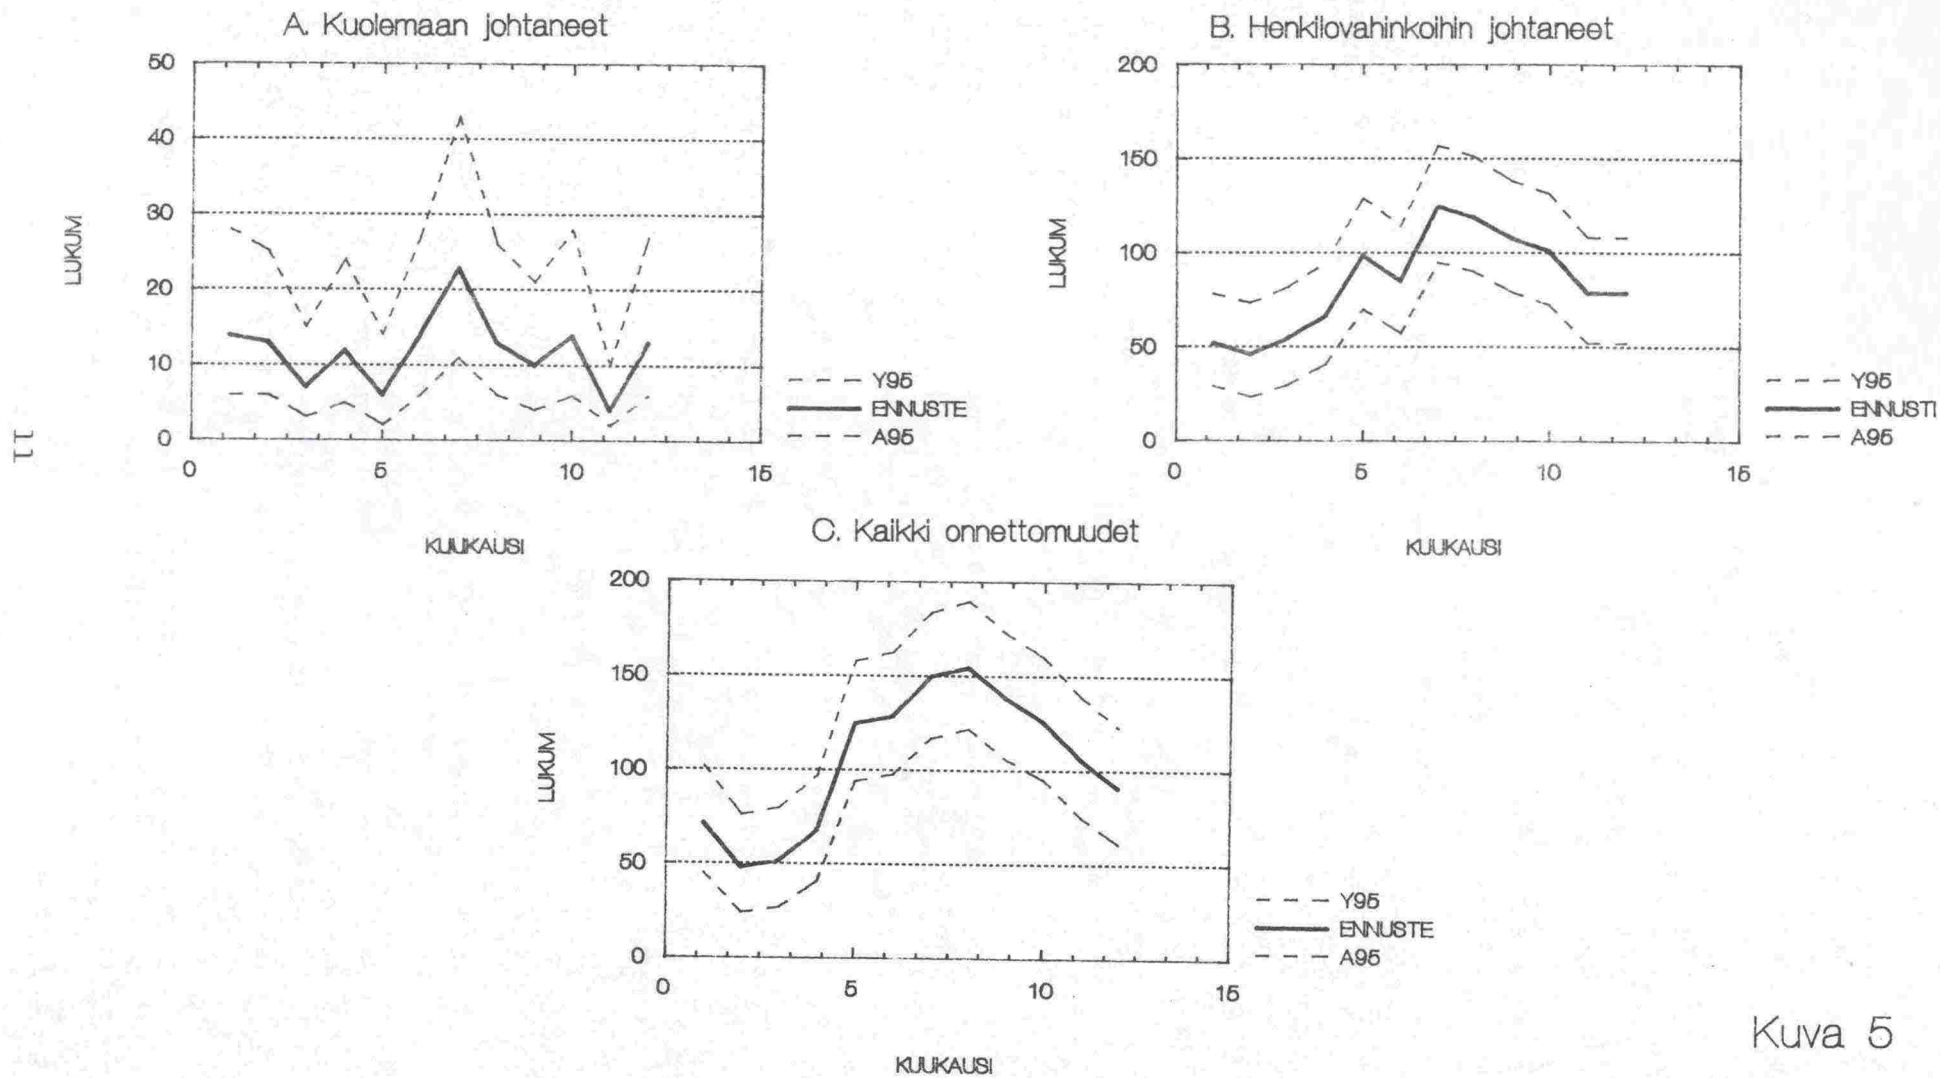 A. Kuolemaan johtaneet
50
40
30
20
10
0
0 5 10 15
LUKUM
KUUKAUSI
Y95
ENNUSTE
A95
B. Henkilovahinkoihin johtaneet
200
150
100
50
0
0 5 10 15
LUKUM
KUUKAUSI
Y95
ENNUSTI
A95
C. Kaikki onnettomuudet
200
150
100
50
0
0 5 10 15
LUKUM
KUUKAUSI
Y95
ENNUSTE
A95
11
Kuva 5